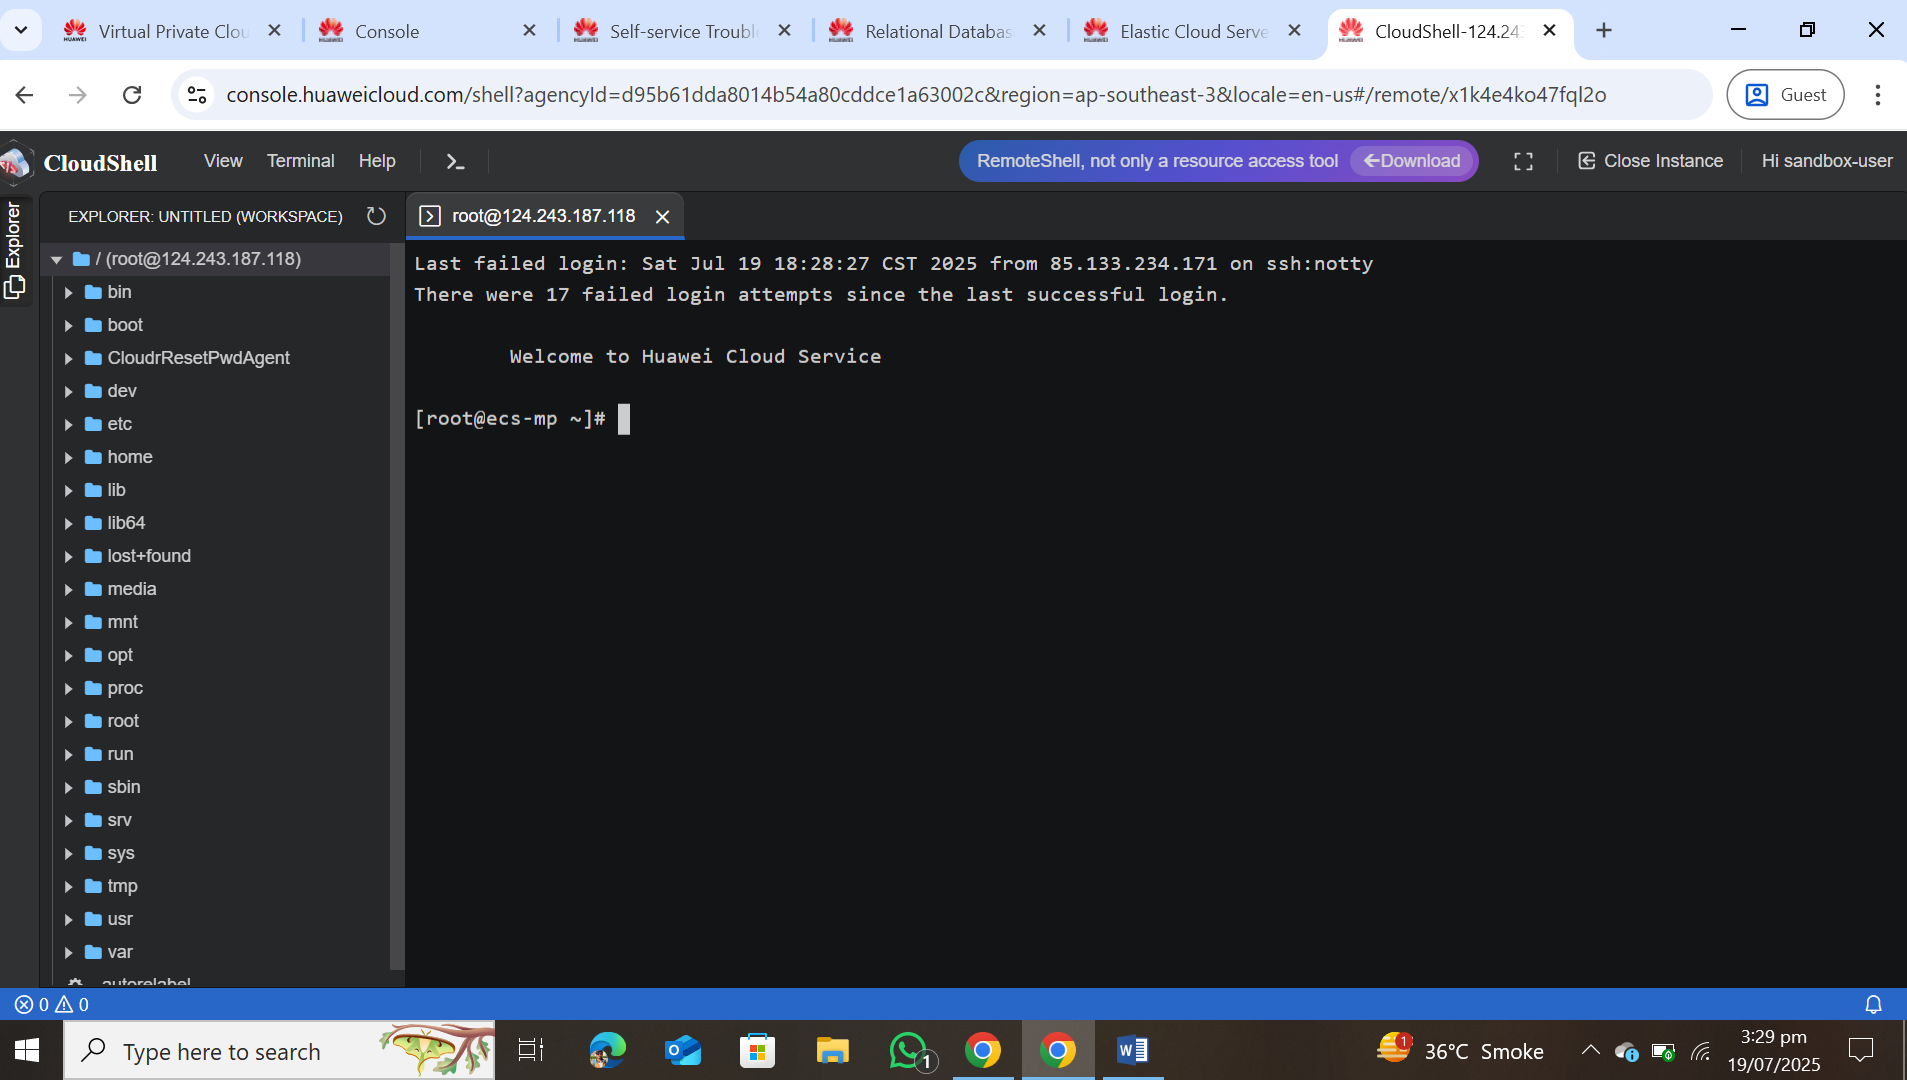 Virtual Private Clou
Console
Self-service Troubl
Relational Databas
Elastic Cloud Serve
CloudShell-124.243
console.huaweicloud.com/shell?agencyId=d95b61dda8014b54a80cddce1a63002c&region=ap-southeast-3&locale=en-us#/remote/x1k4e4ko47fql2o
Guest
CloudShell
View
Terminal
Help
RemoteShell, not only a resource access tool
Download
Close Instance
Hi sandbox-user
Explorer
EXPLORER: UNTITLED (WORKSPACE)
root@124.243.187.118
/ (root@124.243.187.118)
bin
boot
CloudrResetPwdAgent
dev
etc
home
lib
lib64
lost+found
media
mnt
opt
proc
root
run
sbin
srv
sys
tmp
usr
var
.autorelabel
Last failed login: Sat Jul 19 18:28:27 CST 2025 from 85.133.234.171 on ssh:notty
There were 17 failed login attempts since the last successful login.
Welcome to Huawei Cloud Service
[root@ecs-mp ~]#
0
0
Type here to search
1
1
36°C Smoke
3:29 pm
19/07/2025